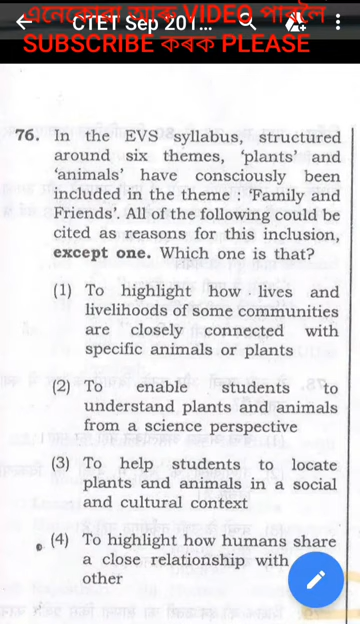 এনেকোৱা আৰু VIDEO পাবলৈ
CTET Sep 201...
SUBSCRIBE কৰক PLEASE
76. In the EVS syllabus, structured
around six themes, ‘plants’ and
‘animals’ have consciously been
included in the theme : ‘Family and
Friends’. All of the following could be
cited as reasons for this inclusion,
except one. Which one is that?
(1) To highlight how lives and
livelihoods of some communities
are closely connected with
specific animals or plants
(2) To enable students to
understand plants and animals
from a science perspective
(3) To help students to locate
plants and animals in a social
and cultural context
(4) To highlight how humans share
a close relationship with
other